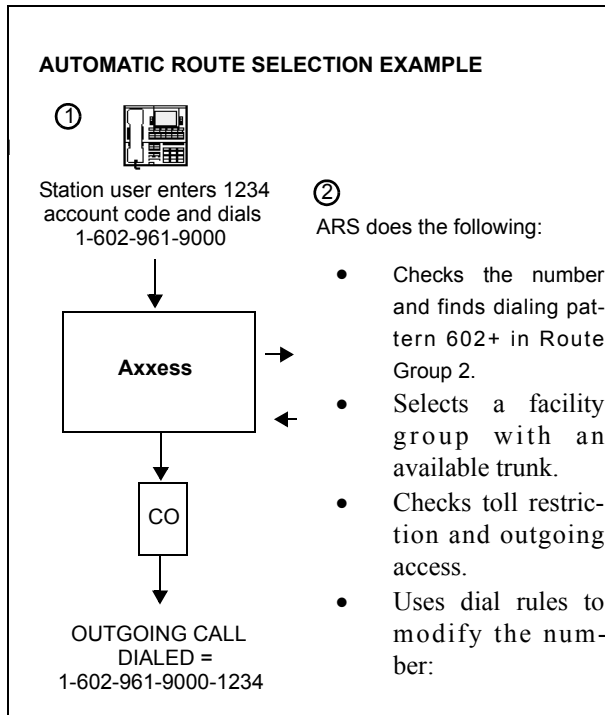 AUTOMATIC ROUTE SELECTION EXAMPLE
1
Station user enters 1234
account code and dials
1-602-961-9000
Axxess
CO
OUTGOING CALL
DIALED =
1-602-961-9000-1234
2
ARS does the following:
• Checks the number
and finds dialing pat-
tern 602+ in Route
Group 2.
• Selects a facility
group with an
available trunk.
• Checks toll restric-
tion and outgoing
access.
• Uses dial rules to
modify the num-
ber: